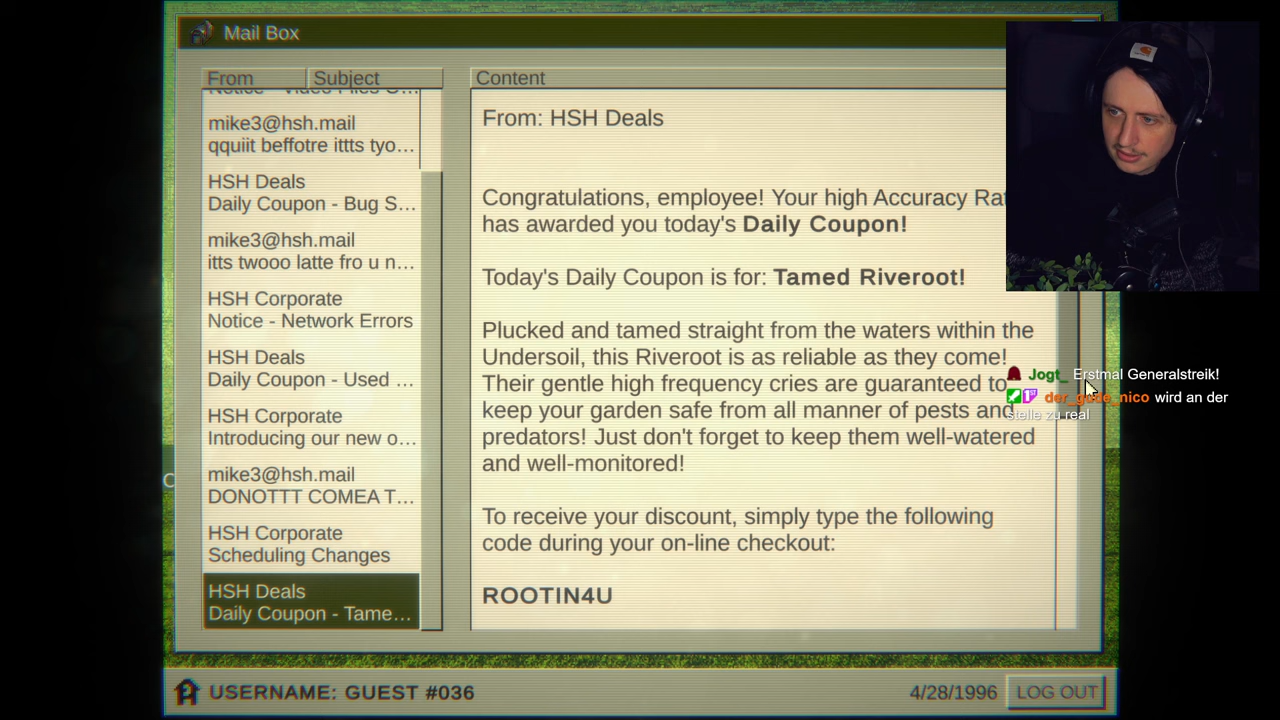 Mail Box
From Subject
mike3@hsh.mail
qquiit beffotre ittts tyo…
HSH Deals
Daily Coupon - Bug S…
mike3@hsh.mail
itts twooo latte fro u n…
HSH Corporate
Notice - Network Errors
HSH Deals
Daily Coupon - Used …
HSH Corporate
Introducing our new o…
mike3@hsh.mail
DONOTTT COMEA T…
HSH Corporate
Scheduling Changes
HSH Deals
Daily Coupon - Tame…
Content
From: HSH Deals
Congratulations, employee! Your high Accuracy Rat
has awarded you today's Daily Coupon!
Today's Daily Coupon is for: Tamed Riveroot!
Plucked and tamed straight from the waters within the
Undersoil, this Riveroot is as reliable as they come!
Their gentle high frequency cries are guaranteed to
keep your garden safe from all manner of pests and
predators! Just don't forget to keep them well-watered
and well-monitored!
To receive your discount, simply type the following
code during your on-line checkout:
ROOTIN4U
Jogt_ Erstmal Generalstreik!
wird an der
stelle zu real
USERNAME: GUEST #036
4/28/1996 LOG OUT